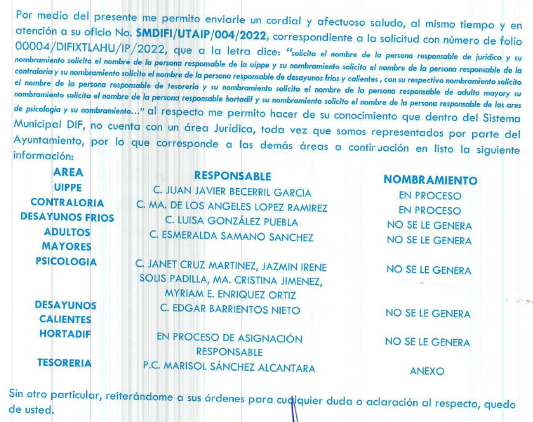 Por medio del presente me permito enviarle un cordial y afectuoso saludo, al mismo tiempo y en
atención a su oficio No. SMDIFI/UTAIP/004/2022, correspondiente a la solicitud con número de folio
00004/DIFIXTLAHU/IP/2022, que a la letra dice: "solicito el nombre de la persona responsable de juridico y su
nombramiento solicito el nombre de la persona responsable de la uippe y su nombramiento solicito el nombre de la persona responsable de la
contraloria y su nombramiento solicito el nombre de la persona responsable de desayunos frios y calientes , con su respectivo nombramiento solicito
el nombre de la persona responsable de tesoreria y su nombramiento solicito el nombre de la persona responsable de adulto mayory su
nombramiento solicito el nombre de la persona responsable hortadif y su nombramiento solicito el nombre de la persona responsable de las ares
de psicologia y su nombramiento..." al respecto me permito hacer de su conocimiento que dentro del Sistema
Municipal DIF, no cuenta con un área Jurídica, toda vez que somos representados por parte del
Ayuntamiento, por lo que corresponde a las demás áreas a continuación en listo la siguiente
información:
AREA RESPONSABLE NOMBRAMIENTO
UIPPE C. JUAN JAVIER BECERRIL GARCIA EN PROCESO
CONTRALORIA C. MA. DE LOS ANGELES LOPEZ RAMIREZ EN PROCESO
DESAYUNOS FRIOS C. LUISA GONZÁLEZ PUEBLA NO SE LE GENERA
ADULTOS C. ESMERALDA SAMANO SANCHEZ NO SE LE GENERA
MAYORES
PSICOLOGIA C. JANET CRUZ MARTINEZ, JAZMIN IRENE NO SE LE GENERA
SOLIS PADILLA, MA. CRISTINA JIMENEZ,
MYRIAM E. ENRIQUEZ ORTIZ
DESAYUNOS C. EDGAR BARRIENTOS NIETO NO SE LE GENERA
CALIENTES
HORTADIF EN PROCESO DE ASIGNACIÓN NO SE LE GENERA
RESPONSABLE
TESORERIA P.C. MARISOL SÁNCHEZ ALCANTARA ANEXO
Sin otro particular, reiterándome a sus órdenes para cualquier duda o aclaración al respecto, quedo
de usted.